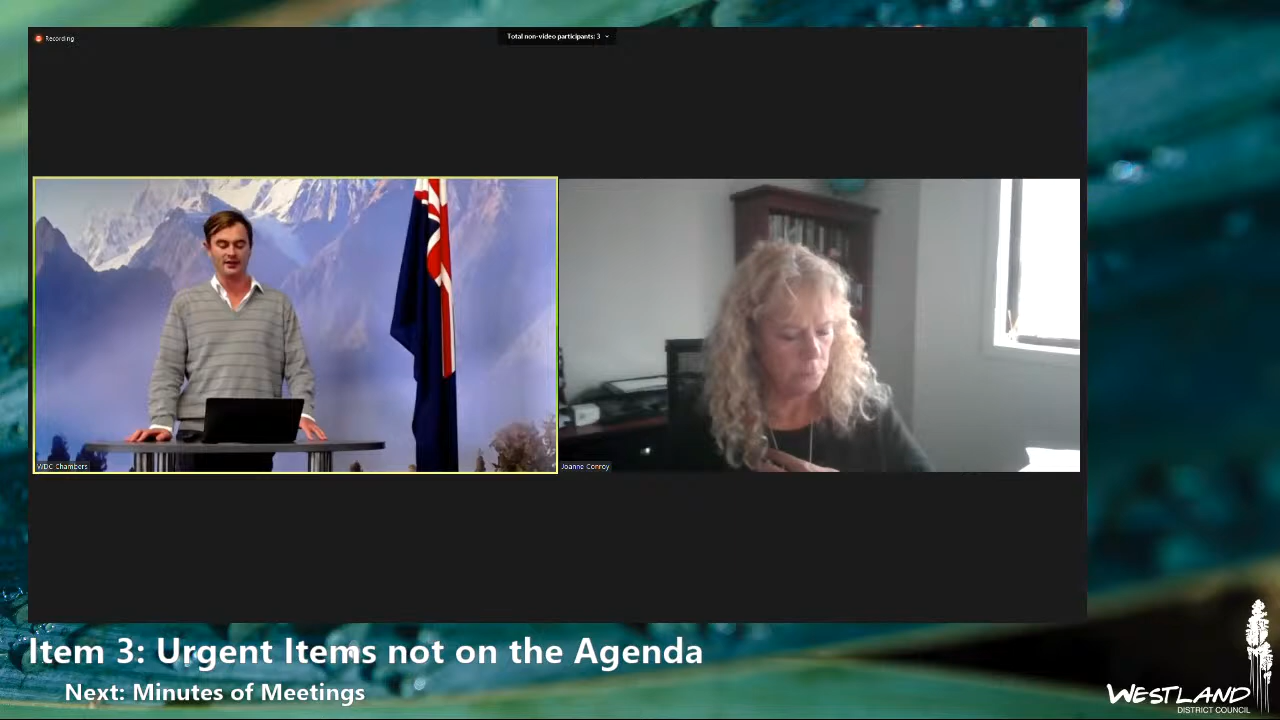 Recording
Total non-video participants: 3
WDC Chambers
Joanne Conroy
Item 3: Urgent Items not on the Agenda
Next: Minutes of Meetings
WESTLAND
DISTRICT COUNCIL